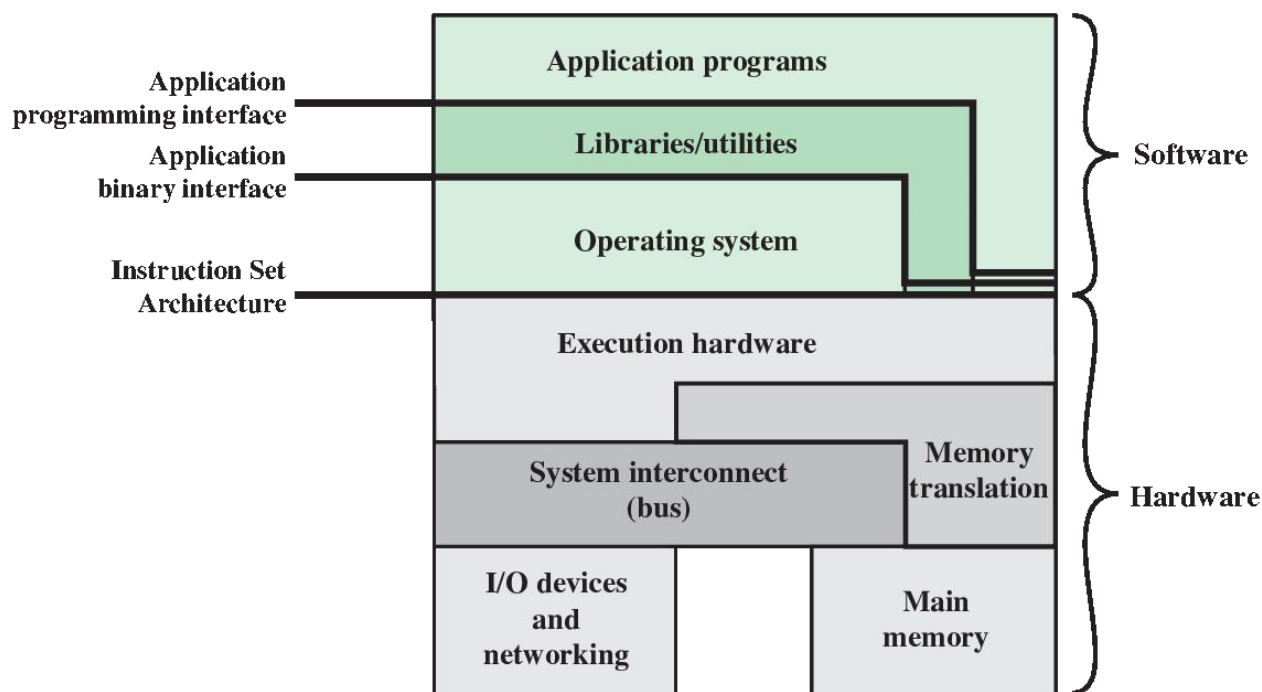 Application programs
Application
programming interface
Libraries/utilities
Application
binary interface
Software
Operating system
Instruction Set
Architecture
Execution hardware
Memory
translation
System interconnect
(bus)
Hardware
I/O devices
and
networking
Main
memory